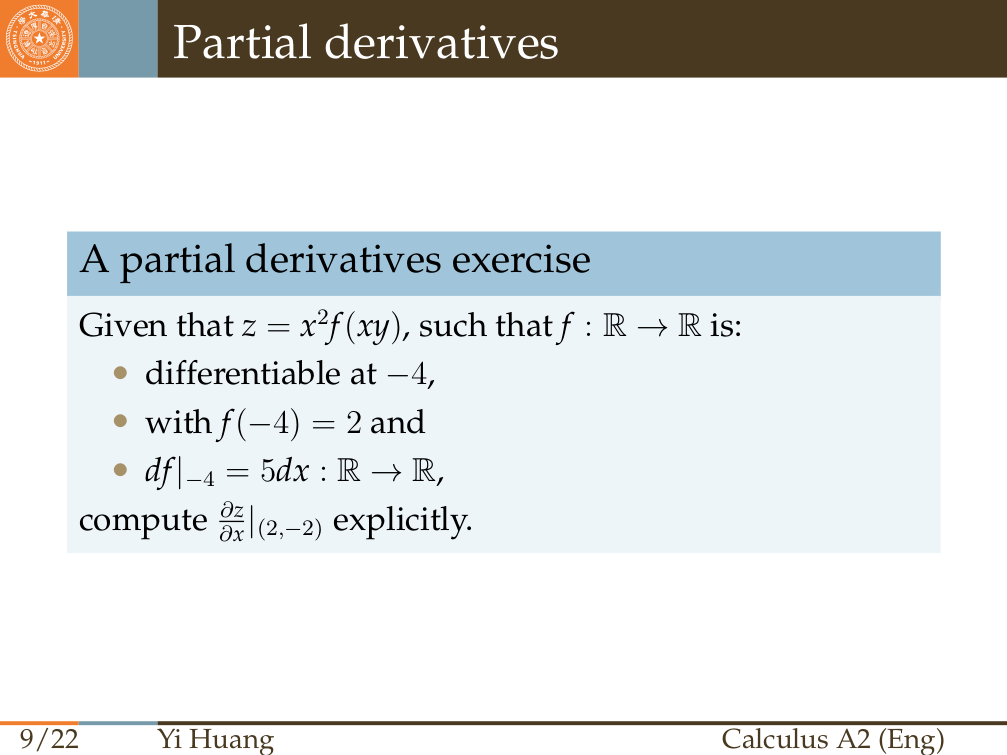 Partial derivatives
A partial derivatives exercise
Given that z = x²f(xy), such that f : ℝ → ℝ is:
• differentiable at −4,
• with f(−4) = 2 and
• df|₋₄ = 5dx : ℝ → ℝ,
compute ∂z/∂x|₍₂,₋₂₎ explicitly.
9/22 Yi Huang Calculus A2 (Eng)